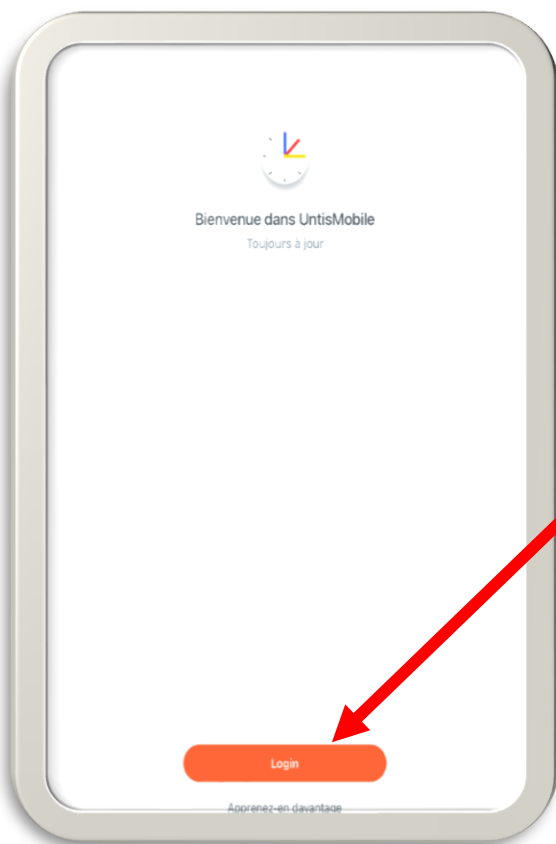 Bienvenue dans UntisMobile
Toujours à jour
Login
Apprenez-en davantage